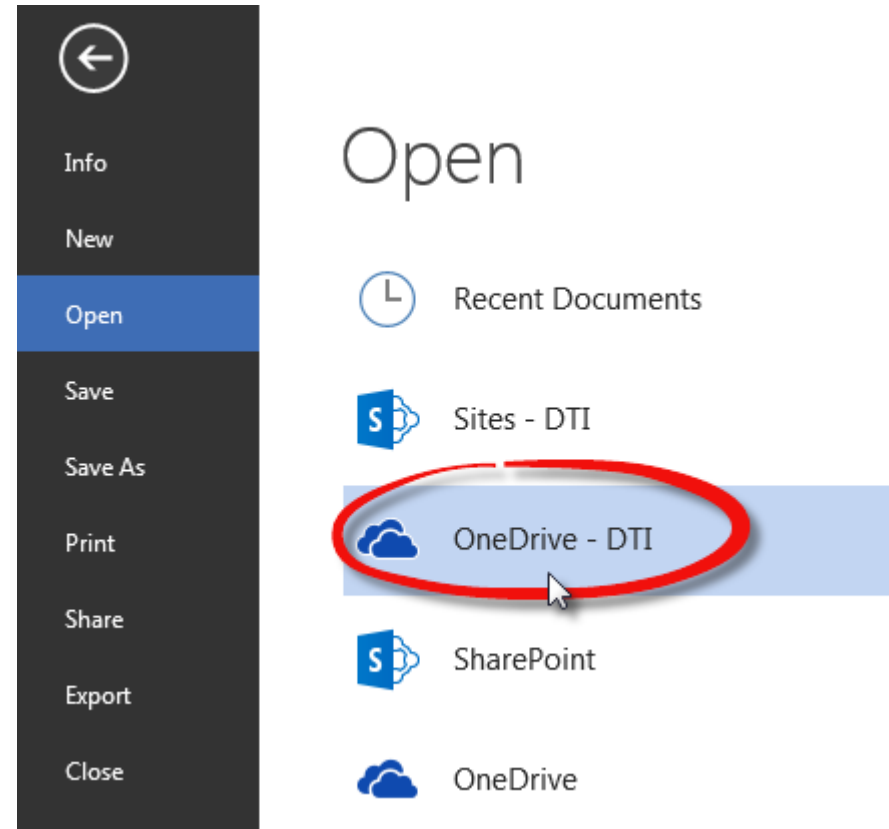 Info
New
Open
Save
Save As
Print
Share
Export
Close
Open
Recent Documents
S
Sites - DTI
OneDrive - DTI
S
SharePoint
OneDrive